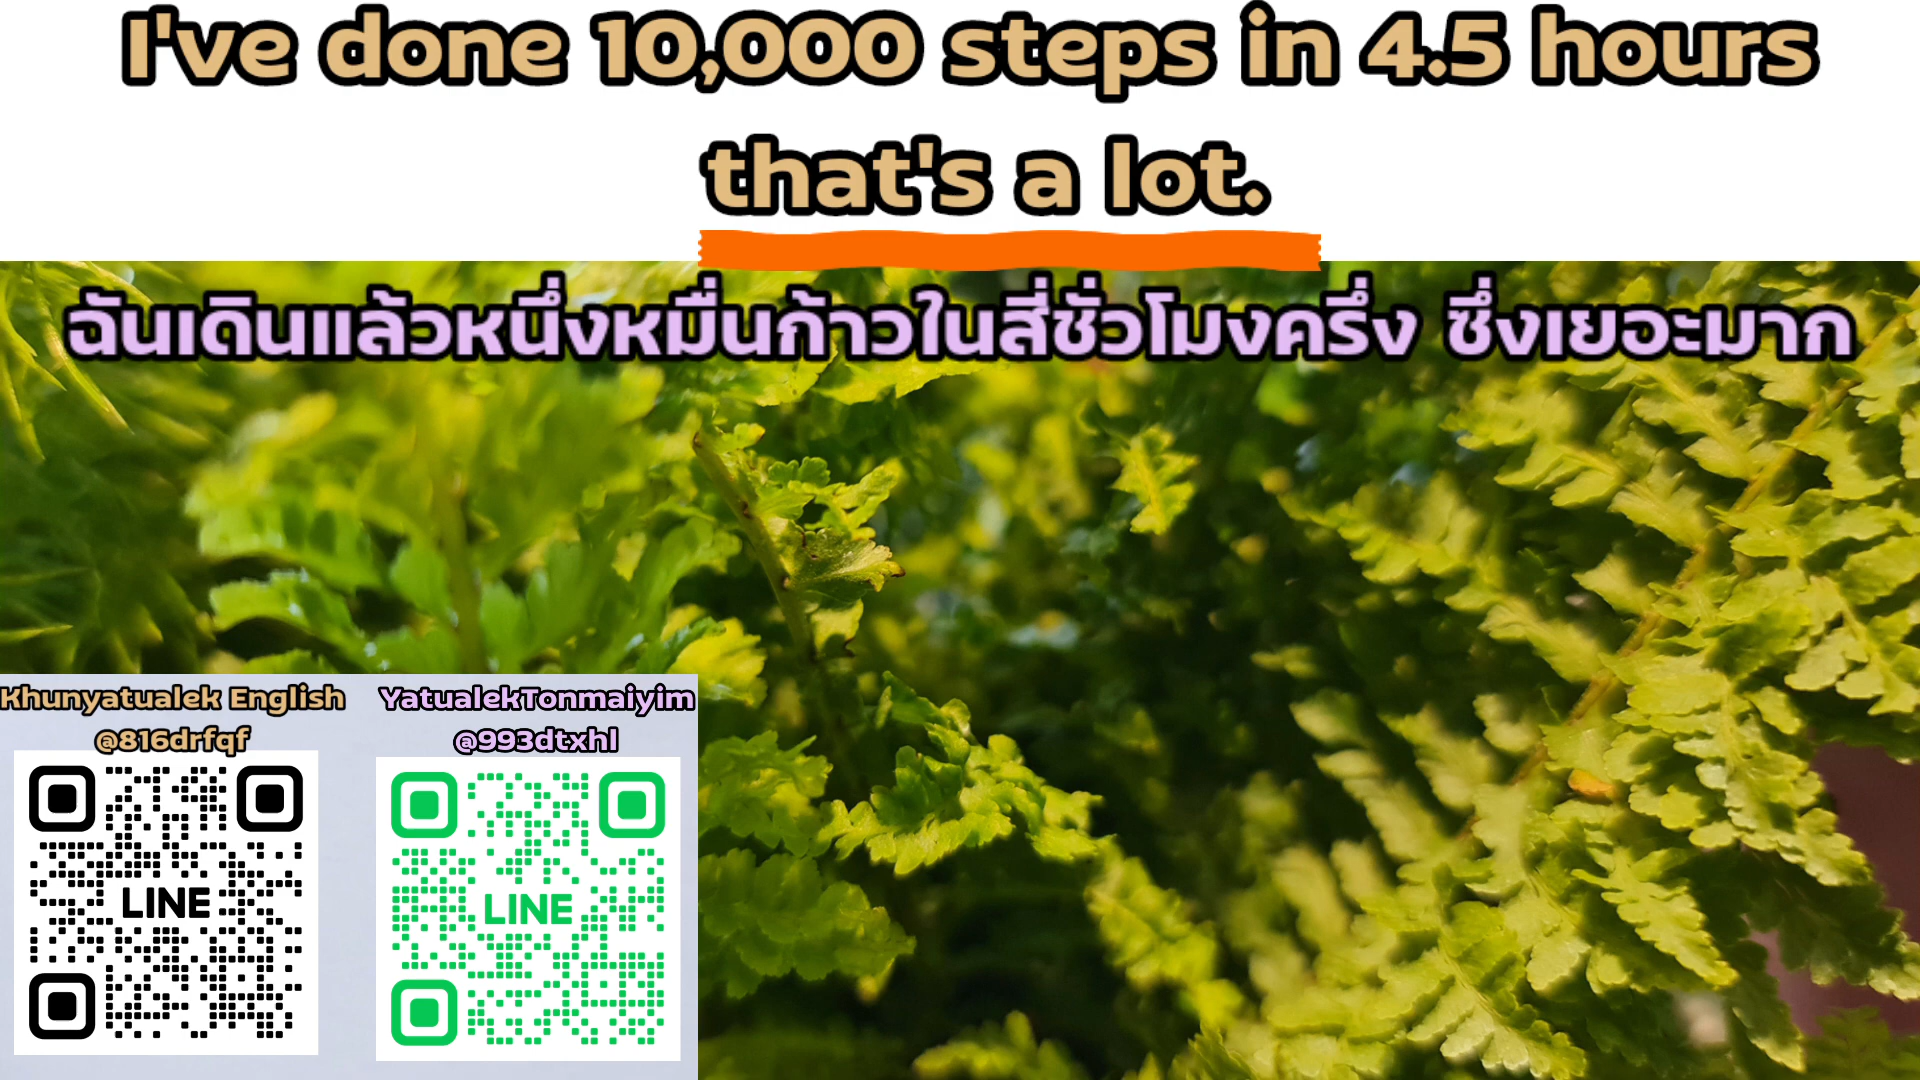 I've done 10,000 steps in 4.5 hours
that's a lot.
ฉันเดินแล้วหนึ่งหมื่นก้าวในสี่ชั่วโมงครึ่ง ซึ่งเยอะมาก
Khunyatualek English
@816drfqf
LINE
YatualekTonmaiyim
@993dtxhl
LINE